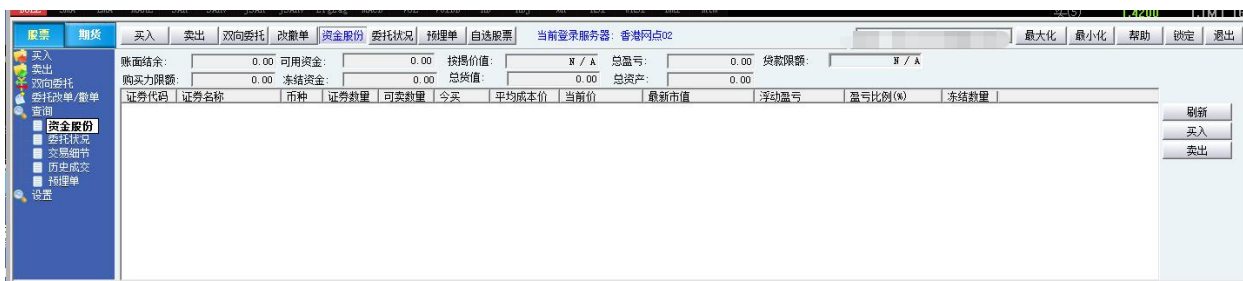 BOLL DMA EMA BIAS MACD VOL
买(5) 1.4200
股票 期货 买入 卖出 双向委托 改撤单 资金股份 委托状况 预埋单 自选股票 当前登录服务器: 香港网点02 最大化 最小化 帮助 锁定 退出
买入
卖出
双向委托
委托改单/撤单
查询
资金股份
委托状况
交易细节
历史成交
预埋单
设置
账面结余: 0.00 可用资金: 0.00 按揭价值: N / A 总盈亏: 0.00 贷款限额: N / A
购买力限额: 0.00 冻结资金: 0.00 总货值: 0.00 总资产: 0.00
证券代码 证券名称 币种 证券数量 可卖数量 今买 平均成本价 当前价 最新市值 浮动盈亏 盈亏比例(%) 冻结数量
刷新
买入
卖出